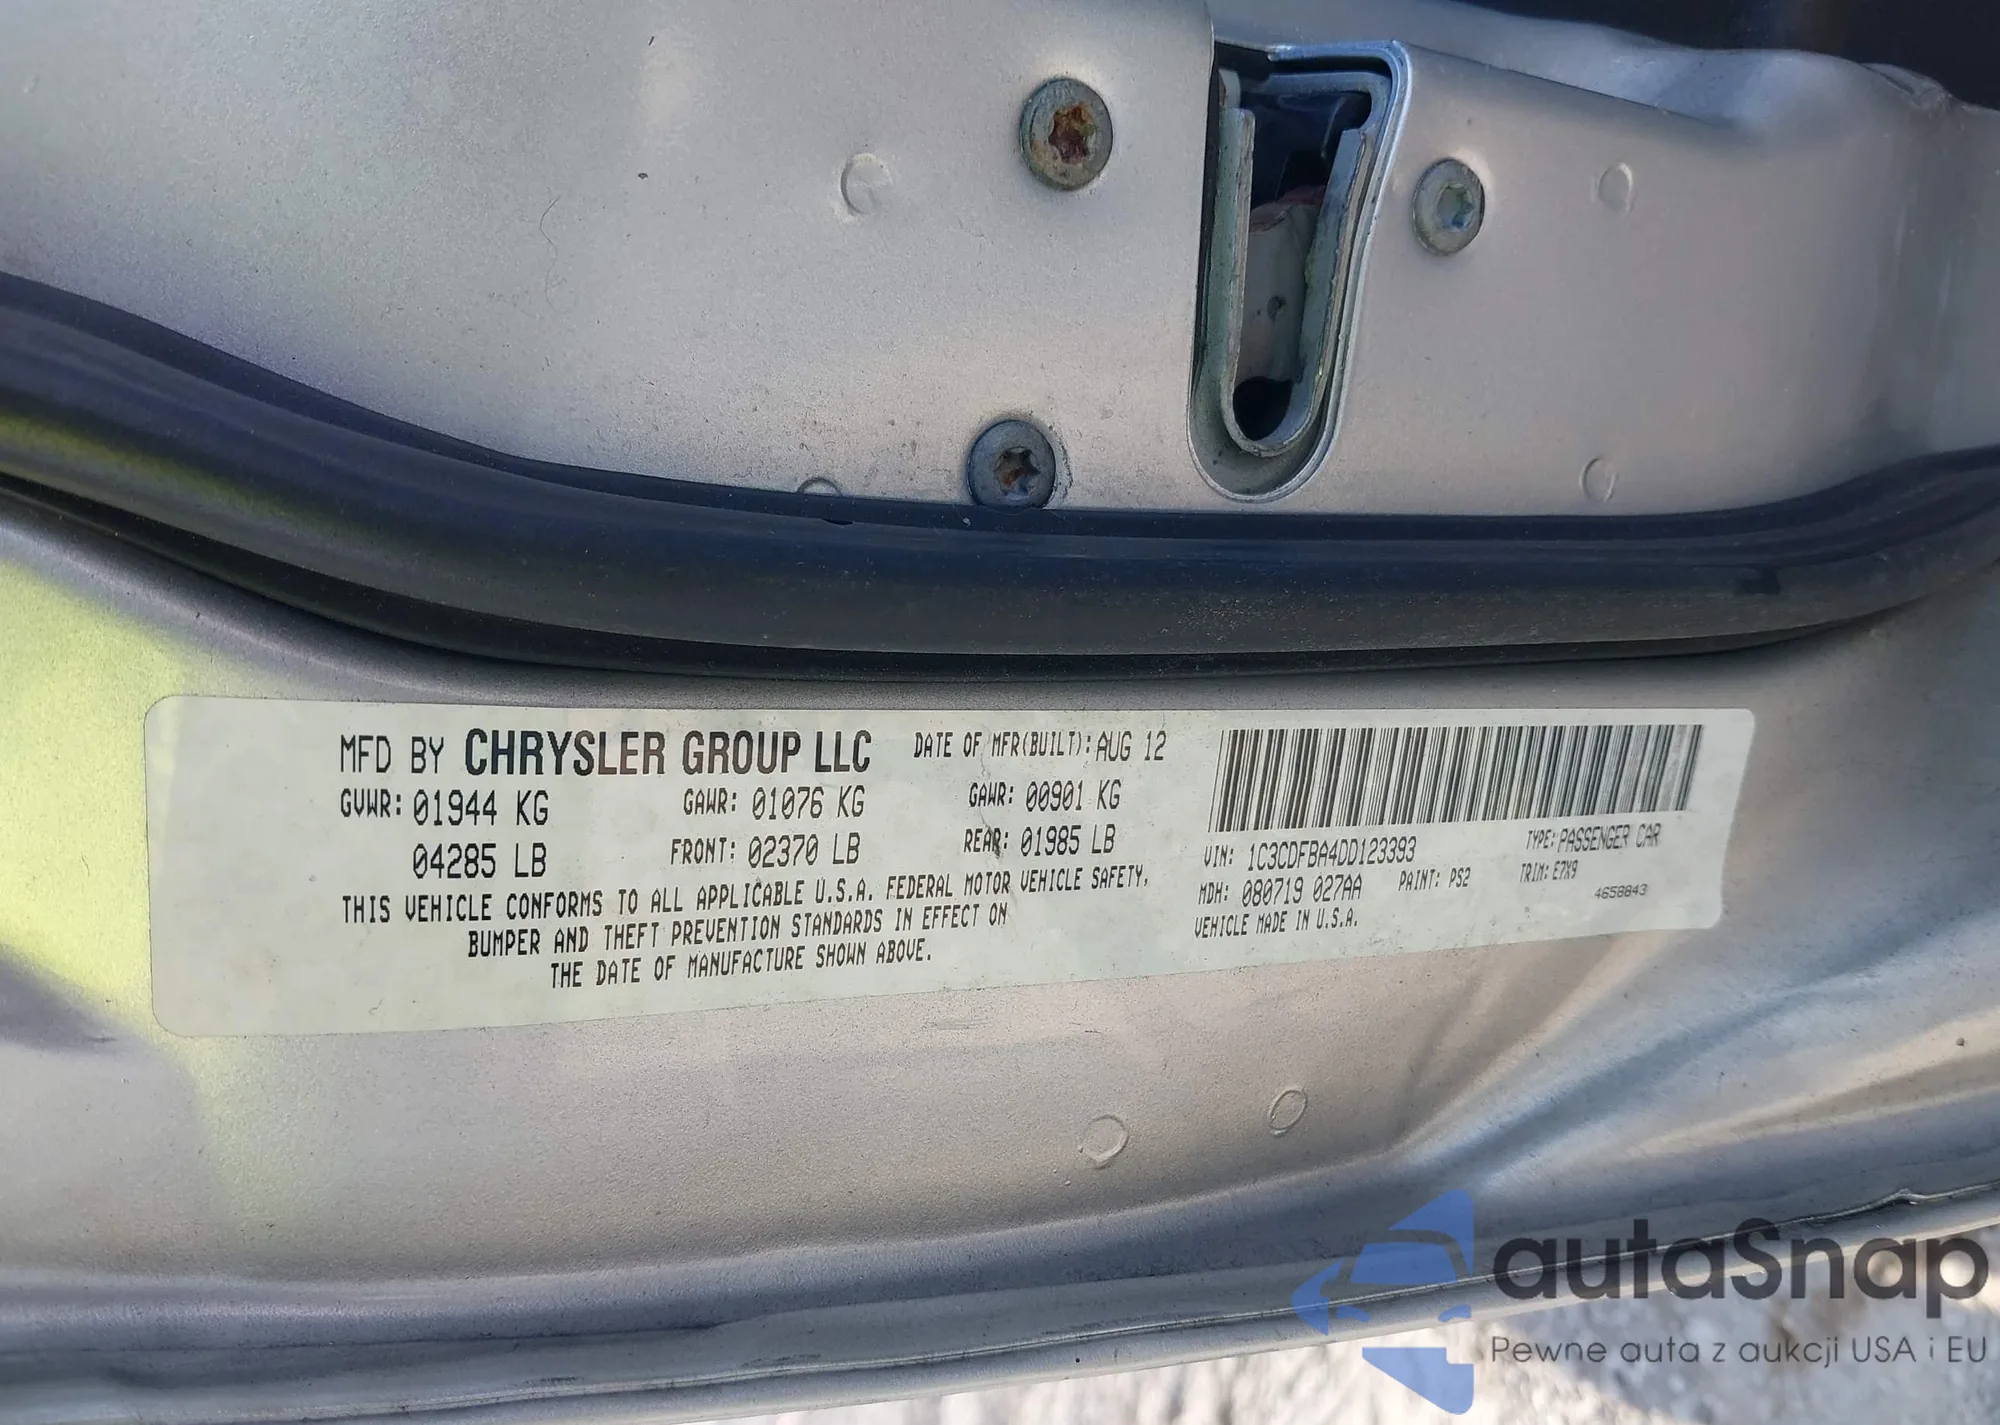 MFD BY CHRYSLER GROUP LLC DATE OF MFR(BUILT): AUG 12
GVWR: 01944 KG GAWR: 01076 KG GAWR: 00901 KG
04285 LB FRONT: 02370 LB REAR: 01985 LB
THIS VEHICLE CONFORMS TO ALL APPLICABLE U.S.A. FEDERAL MOTOR VEHICLE SAFETY,
BUMPER AND THEFT PREVENTION STANDARDS IN EFFECT ON
THE DATE OF MANUFACTURE SHOWN ABOVE.
VIN: 1C3CDFBA4DD123393 TYPE: PASSENGER CAR
MDH: 080719 027AA PAINT: PS2 TRIM: E7X9
VEHICLE MADE IN U.S.A. 4658843
autaSnap
Pewne auta z aukcji USA i EU